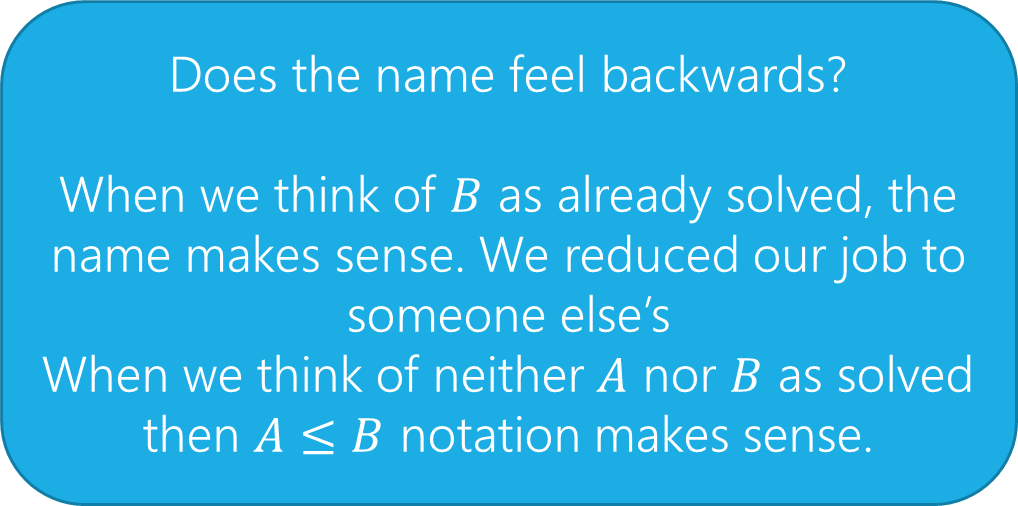 Does the name feel backwards?
When we think of B as already solved, the
name makes sense. We reduced our job to
someone else’s
When we think of neither A nor B as solved
then A ≤ B notation makes sense.